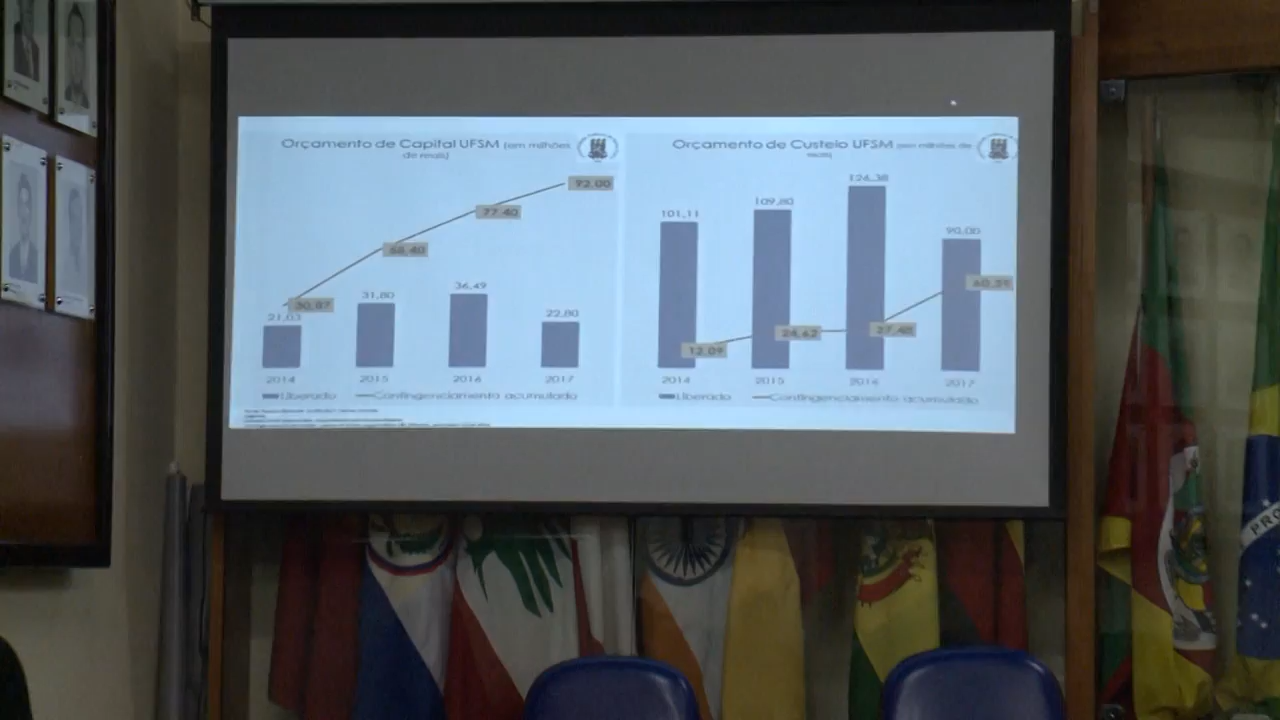 Orçamento de Capital UFSM (em milhões
de reais)
92,00
77,40
68,40
30,87
21,03
31,80
36,49
22,80
2014
2015
2016
2017
Liberado
Contingenciamento acumulado
Orçamento de Custeio UFSM (em milhões de
reais)
101,11
109,80
126,38
90,00
60,59
12,09
24,62
27,48
2014
2015
2016
2017
Liberado
Contingenciamento acumulado
PRO